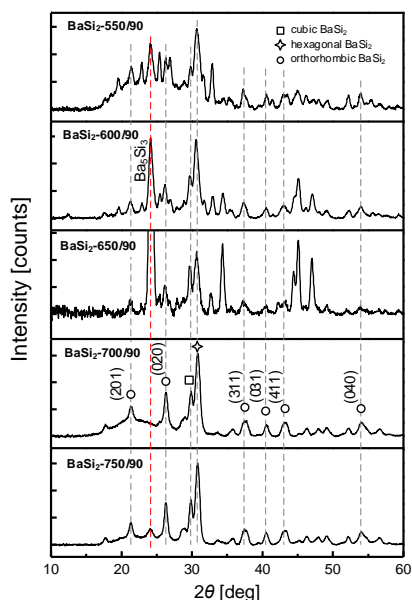 BaSi₂-550/90
cubic BaSi₂
hexagonal BaSi₂
orthorhombic BaSi₂
BaSi₂-600/90
Ba₅Si₃
BaSi₂-650/90
BaSi₂-700/90
(201)
(020)
(311)
(031)
(411)
(040)
BaSi₂-750/90
Intensity [counts]
10 20 30 40 50 60
2θ [deg]